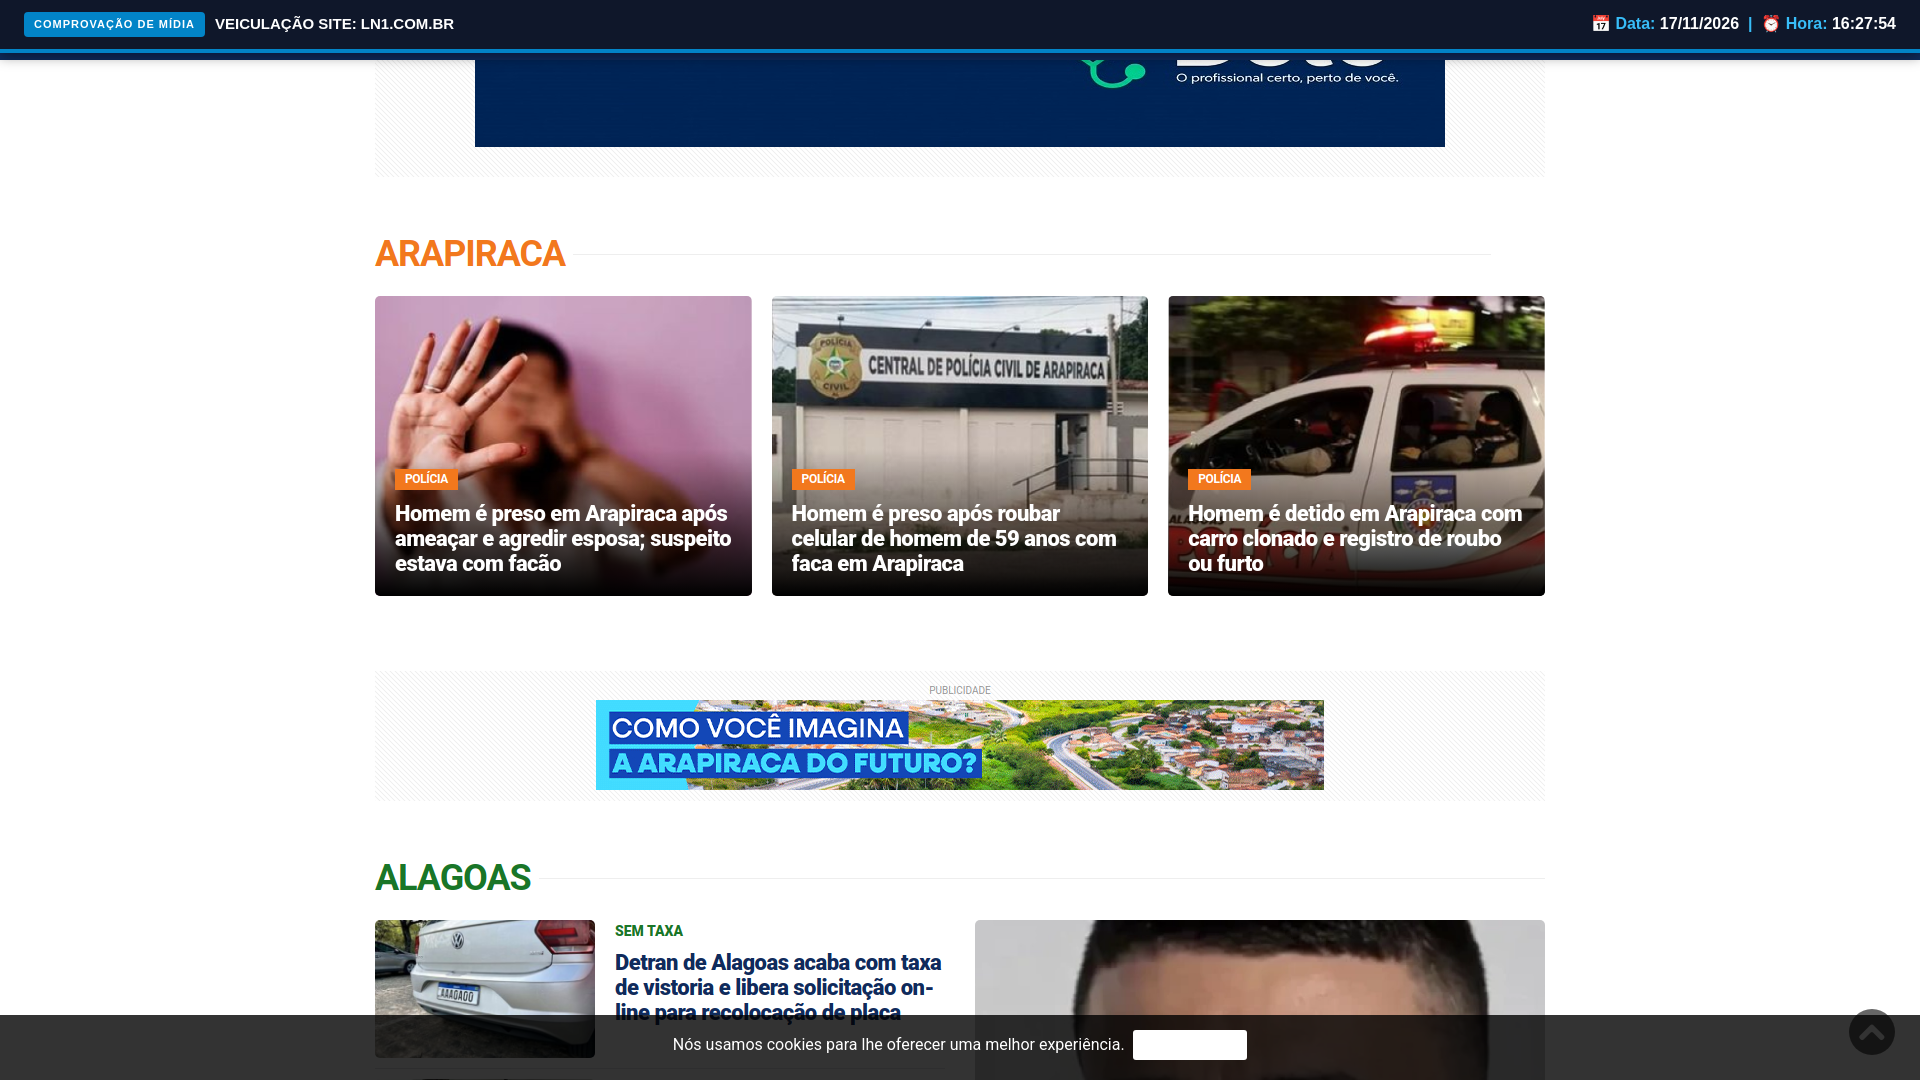 COMPROVAÇÃO DE MÍDIA VEICULAÇÃO SITE: LN1.COM.BR
Data: 17/11/2026 | Hora: 16:27:54
O profissional certo, perto de você.
ARAPIRACA
POLÍCIA CIVIL
CENTRAL DE POLÍCIA CIVIL DE ARAPIRACA
POLÍCIA
Homem é preso em Arapiraca após
ameaçar e agredir esposa; suspeito
estava com facão
POLÍCIA
Homem é preso após roubar
celular de homem de 59 anos com
faca em Arapiraca
POLÍCIA
Homem é detido em Arapiraca com
carro clonado e registro de roubo
ou furto
ALAGOAS
POLÍCIA
PUBLICIDADE
COMO VOCÊ IMAGINA
A ARAPIRACA DO FUTURO?
ALAGOAS
SEM TAXA
Detran de Alagoas acaba com taxa
de vistoria e libera solicitação on-
line para recolocação de placa
AAA0A00
Nós usamos cookies para lhe oferecer uma melhor experiência.